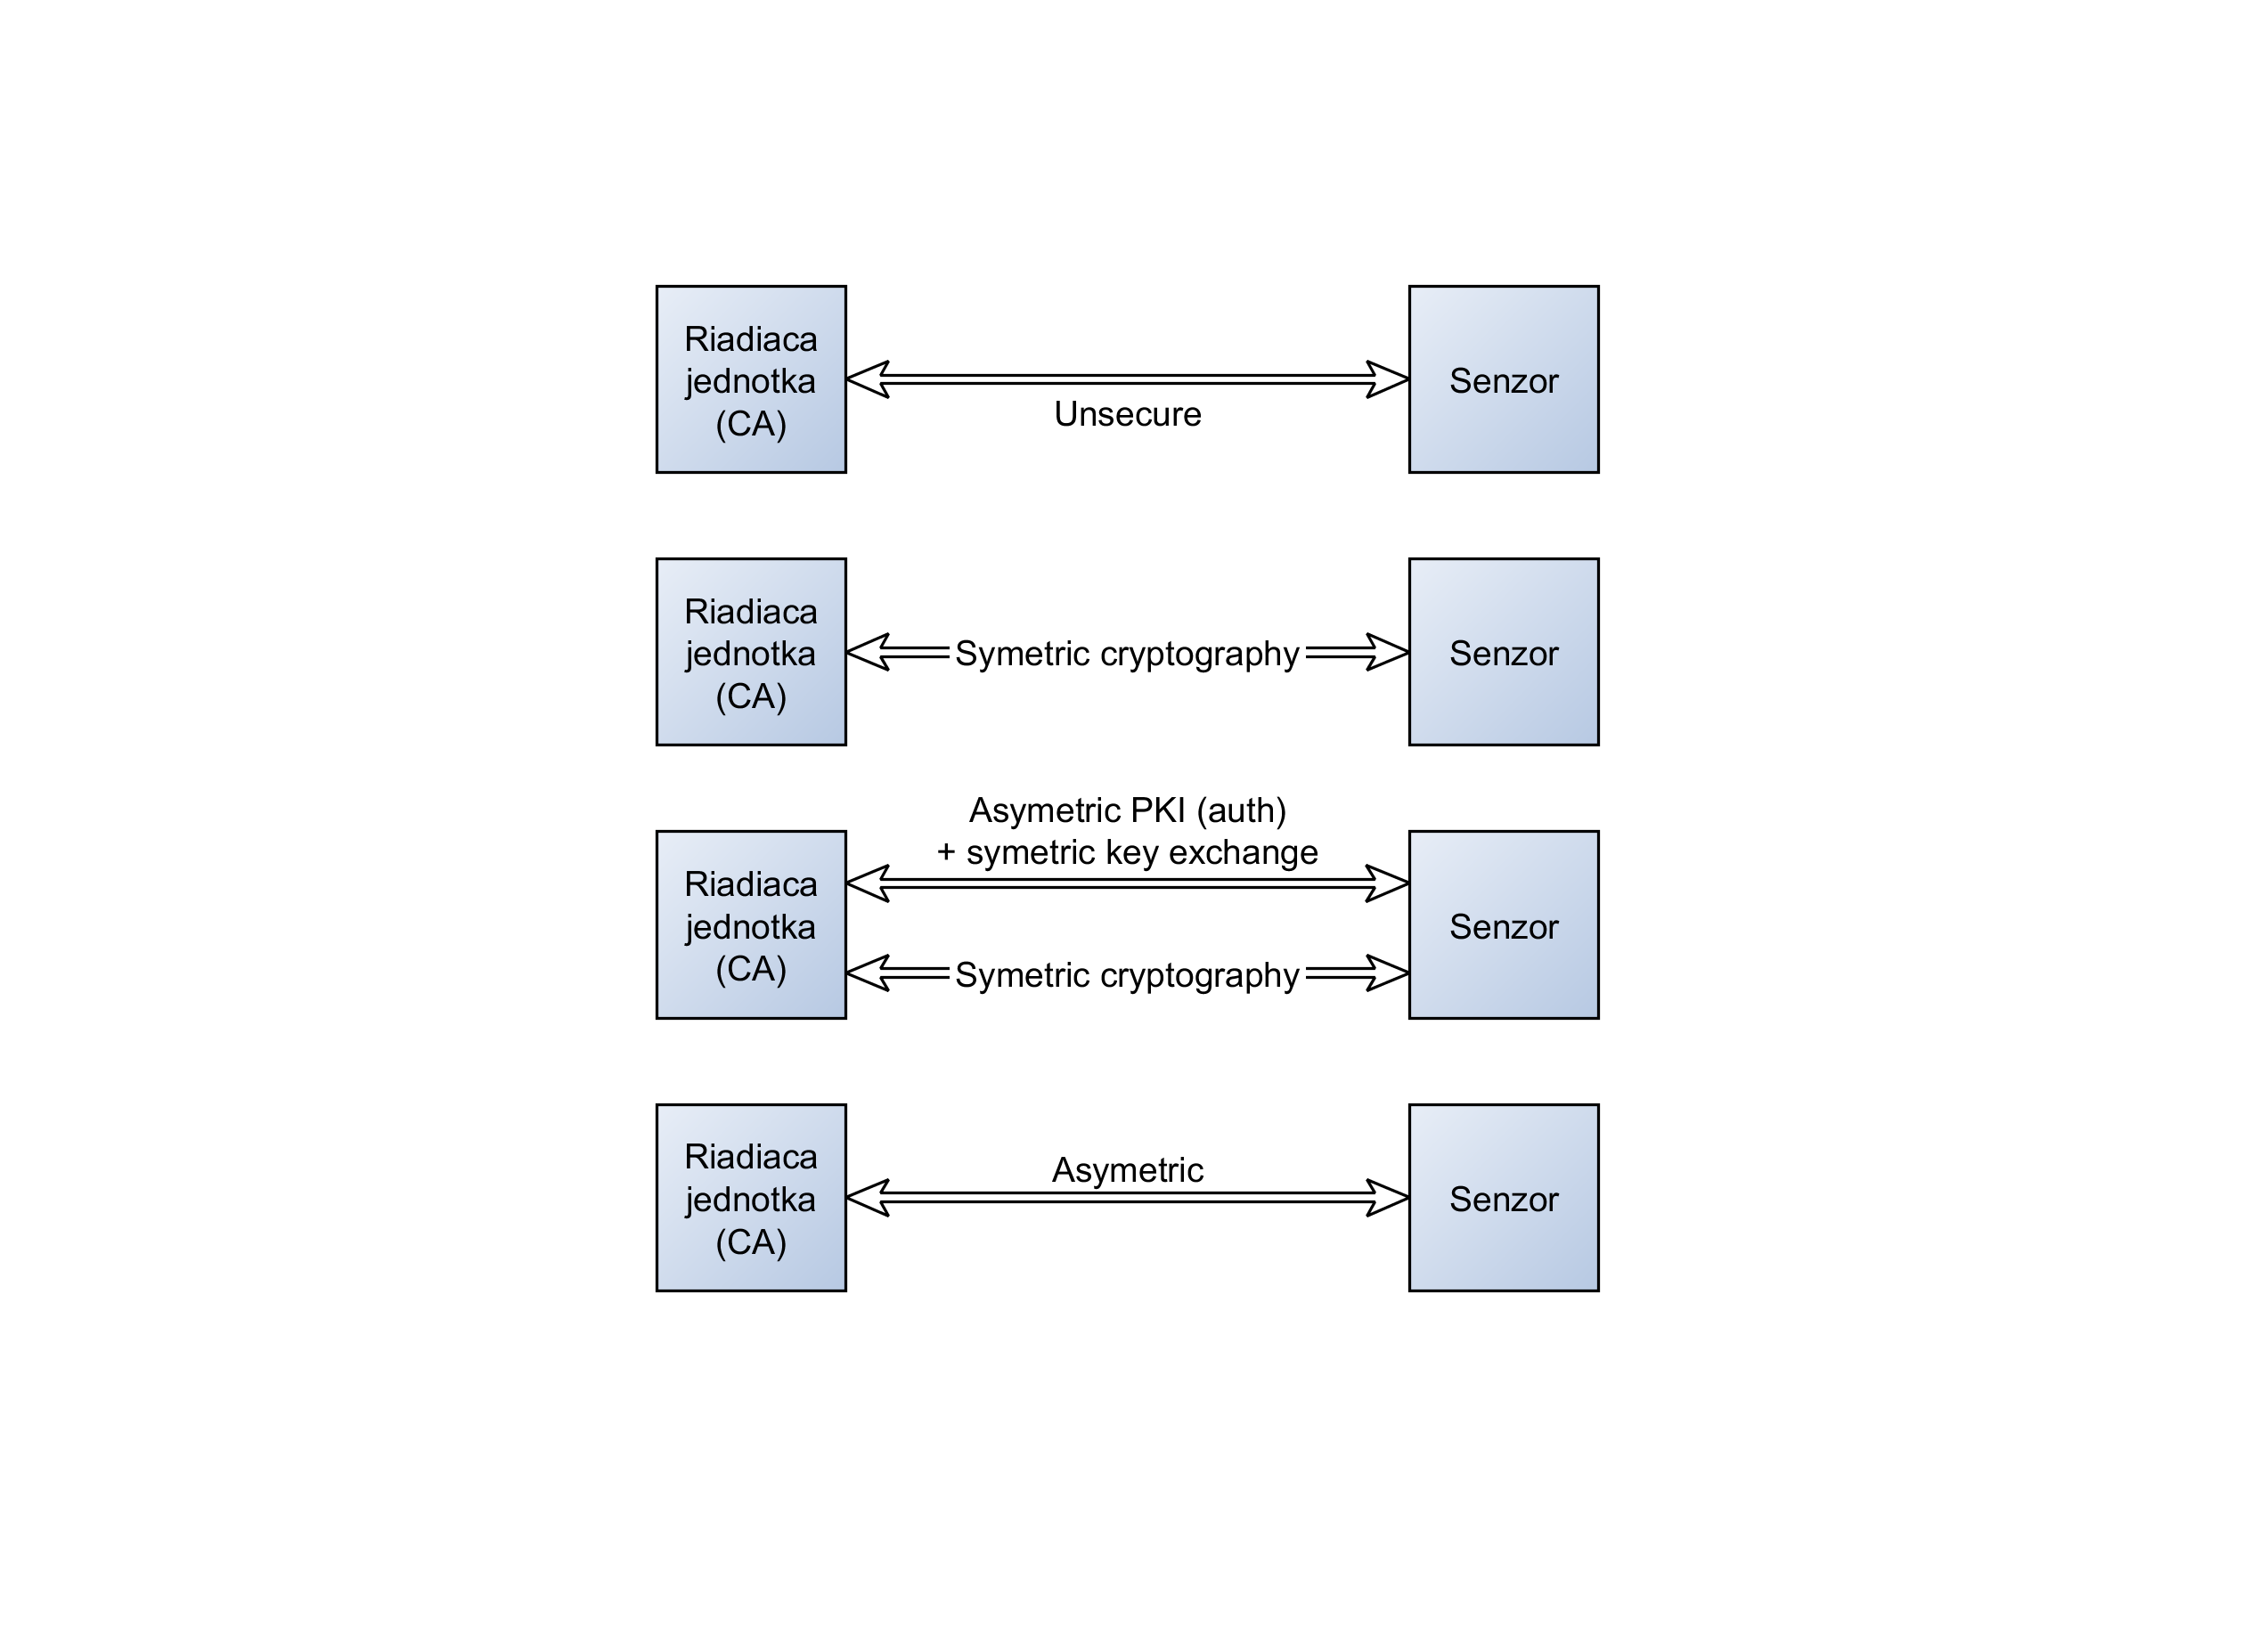 Riadiaca
jednotka
(CA)
Unsecure
Senzor
Riadiaca
jednotka
(CA)
Symetric cryptography
Senzor
Riadiaca
jednotka
(CA)
Asymetric PKI (auth)
+ symetric key exchange
Symetric cryptography
Senzor
Riadiaca
jednotka
(CA)
Asymetric
Senzor